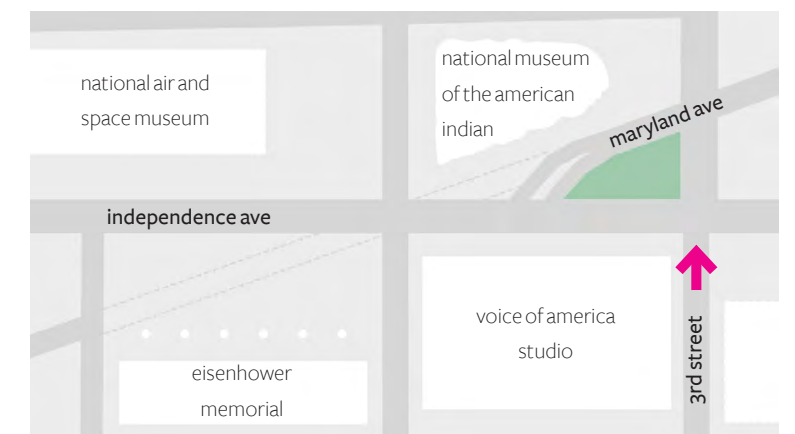 national air and
space museum
national museum
of the american
indian
maryland ave
independence ave
voice of america
studio
3rd street
eisenhower
memorial